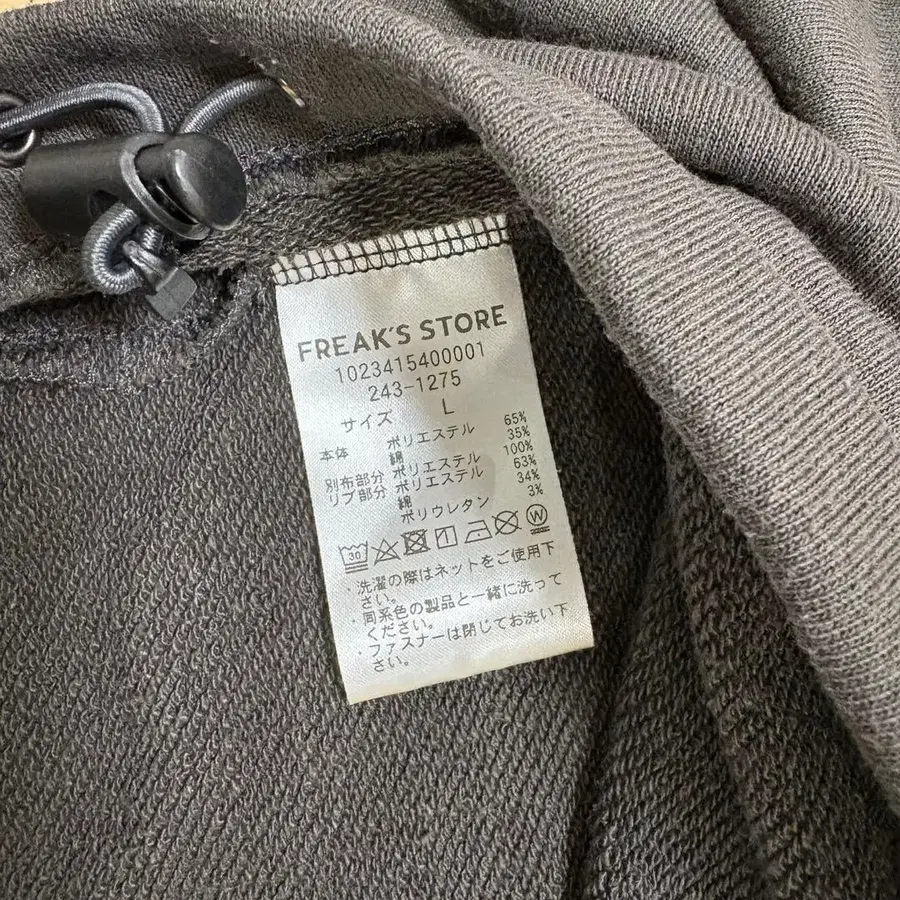 FREAK'S STORE
1023415400001
243-1275
サイズ L
本体 ポリエステル 65%
綿 35%
別布部分 ポリエステル 100%
リブ部分 ポリエステル 63%
綿 34%
ポリウレタン 3%
30 1 W
・洗濯の際はネットをご使用下
さい。
・同系色の製品と一緒に洗って
ください。
・ファスナーは閉じてお洗い下
さい。